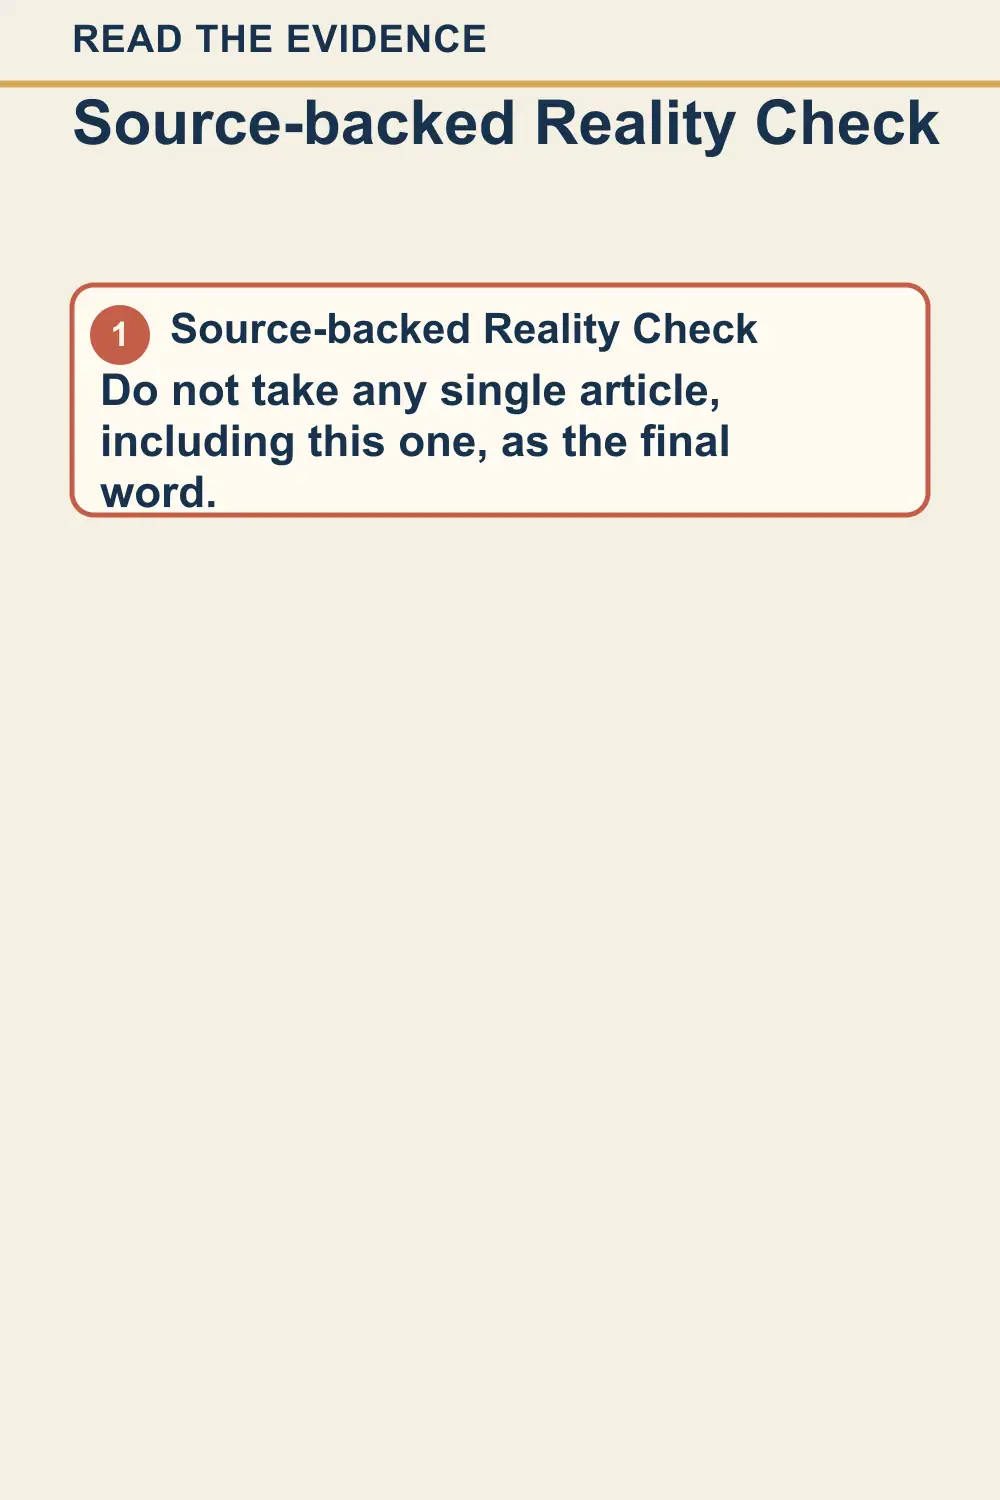 READ THE EVIDENCE
Source-backed Reality Check
1 Source-backed Reality Check
Do not take any single article,
including this one, as the final
word.